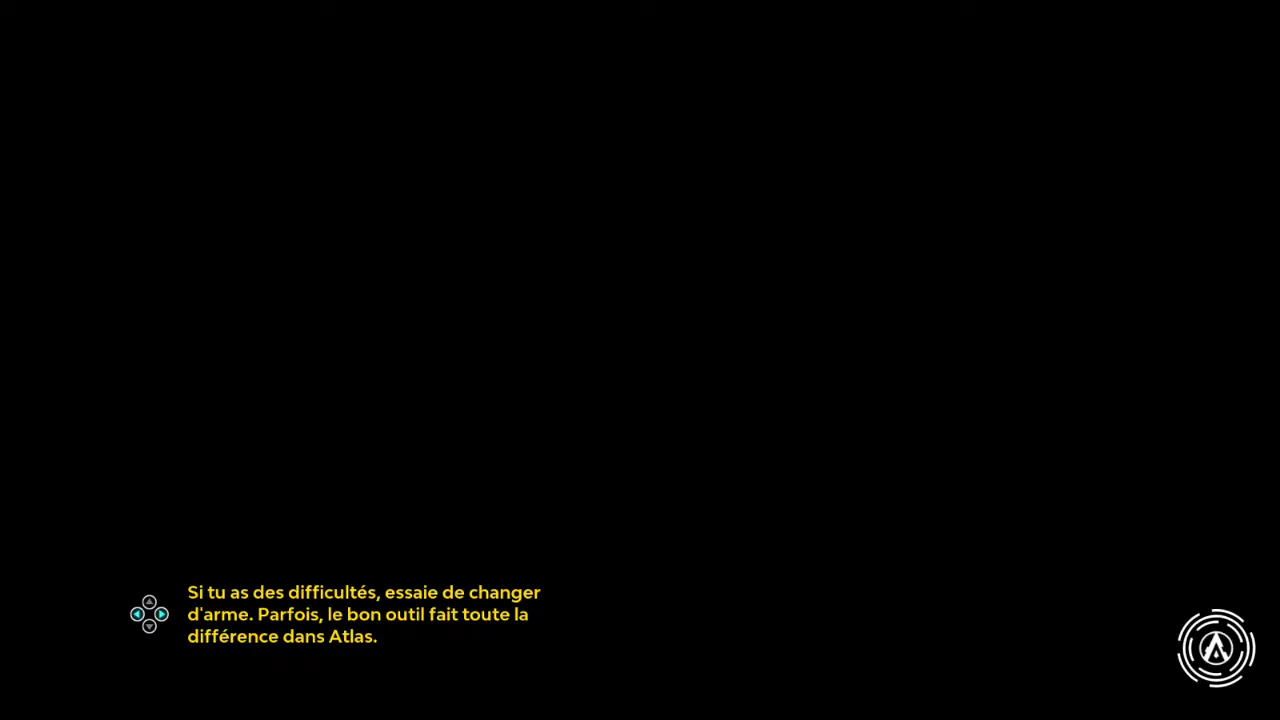 Si tu as des difficultés, essaie de changer
d'arme. Parfois, le bon outil fait toute la
différence dans Atlas.